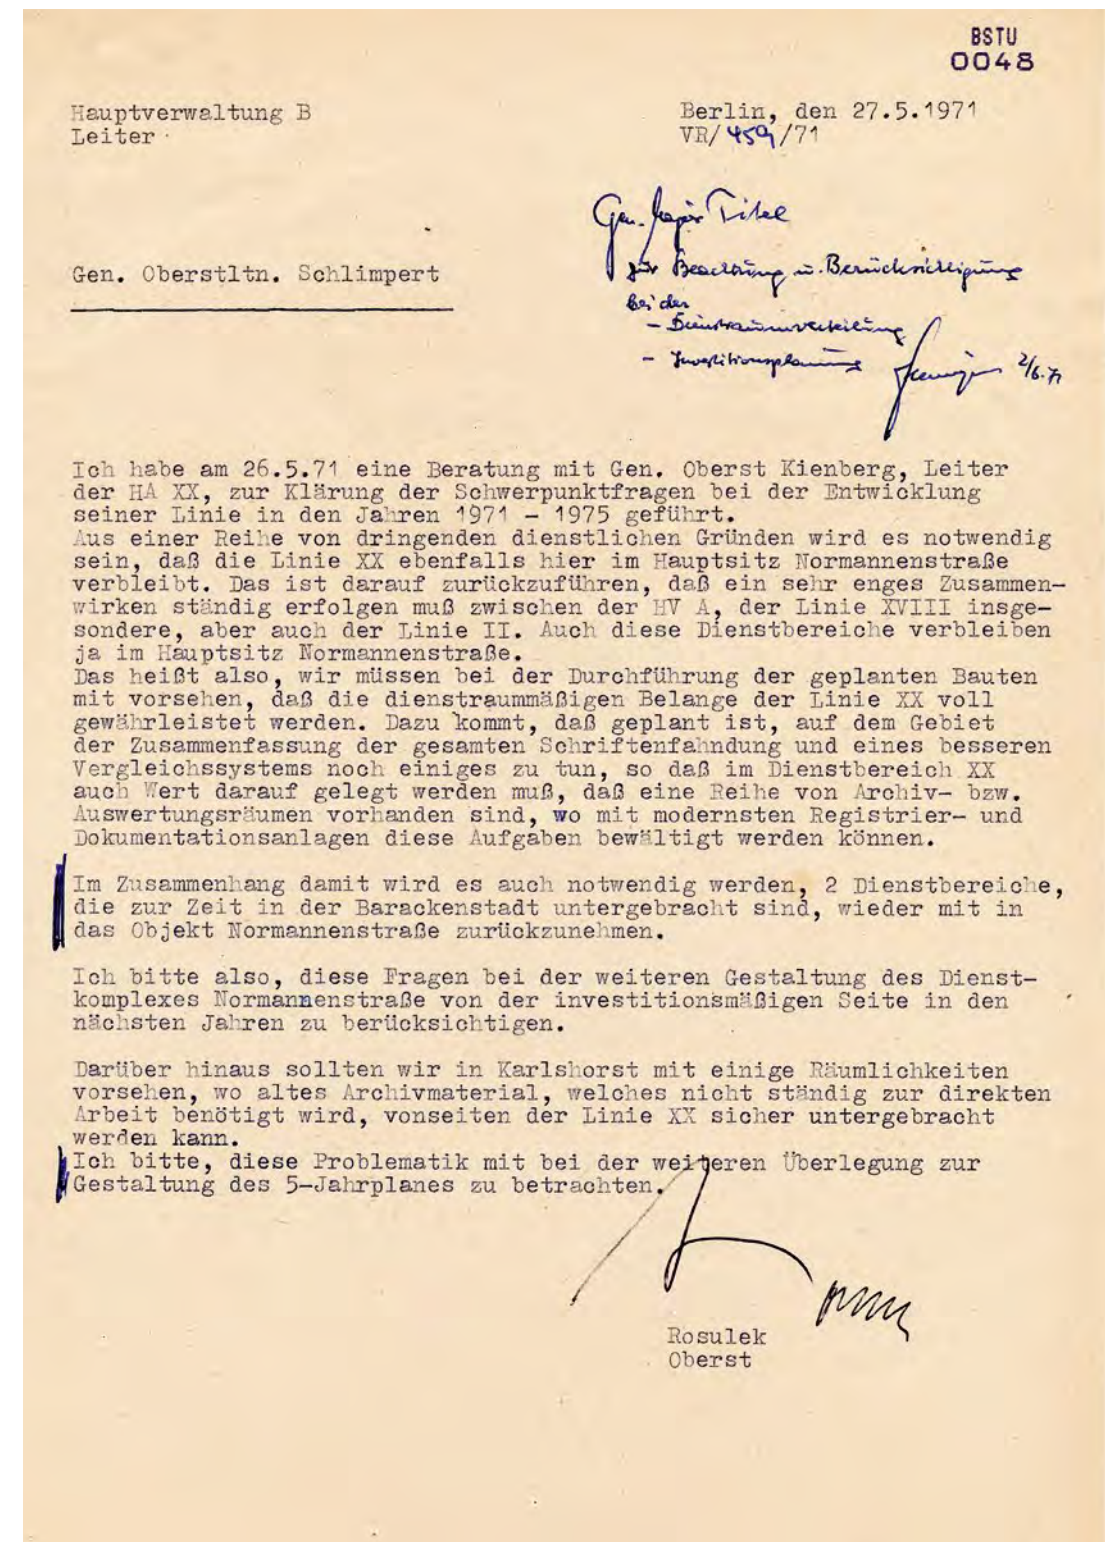 BSTU
0048
Hauptverwaltung B
Leiter
Berlin, den 27.5.1971
VR/459/71
Gen. Major Titel
zur Beachtung u. Berücksichtigung
bei der
- Dienstraumverteilung
- Investitionsplanung
2/6.71
Gen. Oberstltn. Schlimpert
Ich habe am 26.5.71 eine Beratung mit Gen. Oberst Kienberg, Leiter
der HA XX, zur Klärung der Schwerpunktfragen bei der Entwicklung
seiner Linie in den Jahren 1971 - 1975 geführt.
Aus einer Reihe von dringenden dienstlichen Gründen wird es notwendig
sein, daß die Linie XX ebenfalls hier im Hauptsitz Normannenstraße
verbleibt. Das ist darauf zurückzuführen, daß ein sehr enges Zusammen-
wirken ständig erfolgen muß zwischen der HV A, der Linie XVIII insge-
sondere, aber auch der Linie II. Auch diese Dienstbereiche verbleiben
ja im Hauptsitz Normannenstraße.
Das heißt also, wir müssen bei der Durchführung der geplanten Bauten
mit vorsehen, daß die dienstraummäßigen Belange der Linie XX voll
gewährleistet werden. Dazu kommt, daß geplant ist, auf dem Gebiet
der Zusammenfassung der gesamten Schriftenfahndung und eines besseren
Vergleichssystems noch einiges zu tun, so daß im Dienstbereich XX
auch Wert darauf gelegt werden muß, daß eine Reihe von Archiv- bzw.
Auswertungsräumen vorhanden sind, wo mit modernsten Registrier- und
Dokumentationsanlagen diese Aufgaben bewältigt werden können.
Im Zusammenhang damit wird es auch notwendig werden, 2 Dienstbereiche,
die zur Zeit in der Barackenstadt untergebracht sind, wieder mit in
das Objekt Normannenstraße zurückzunehmen.
Ich bitte also, diese Fragen bei der weiteren Gestaltung des Dienst-
komplexes Normannenstraße von der investitionsmäßigen Seite in den
nächsten Jahren zu berücksichtigen.
Darüber hinaus sollten wir in Karlshorst mit einige Räumlichkeiten
vorsehen, wo altes Archivmaterial, welches nicht ständig zur direkten
Arbeit benötigt wird, vonseiten der Linie XX sicher untergebracht
werden kann.
Ich bitte, diese Problematik mit bei der weiteren Überlegung zur
Gestaltung des 5-Jahrplanes zu betrachten.
Rosulek
Oberst